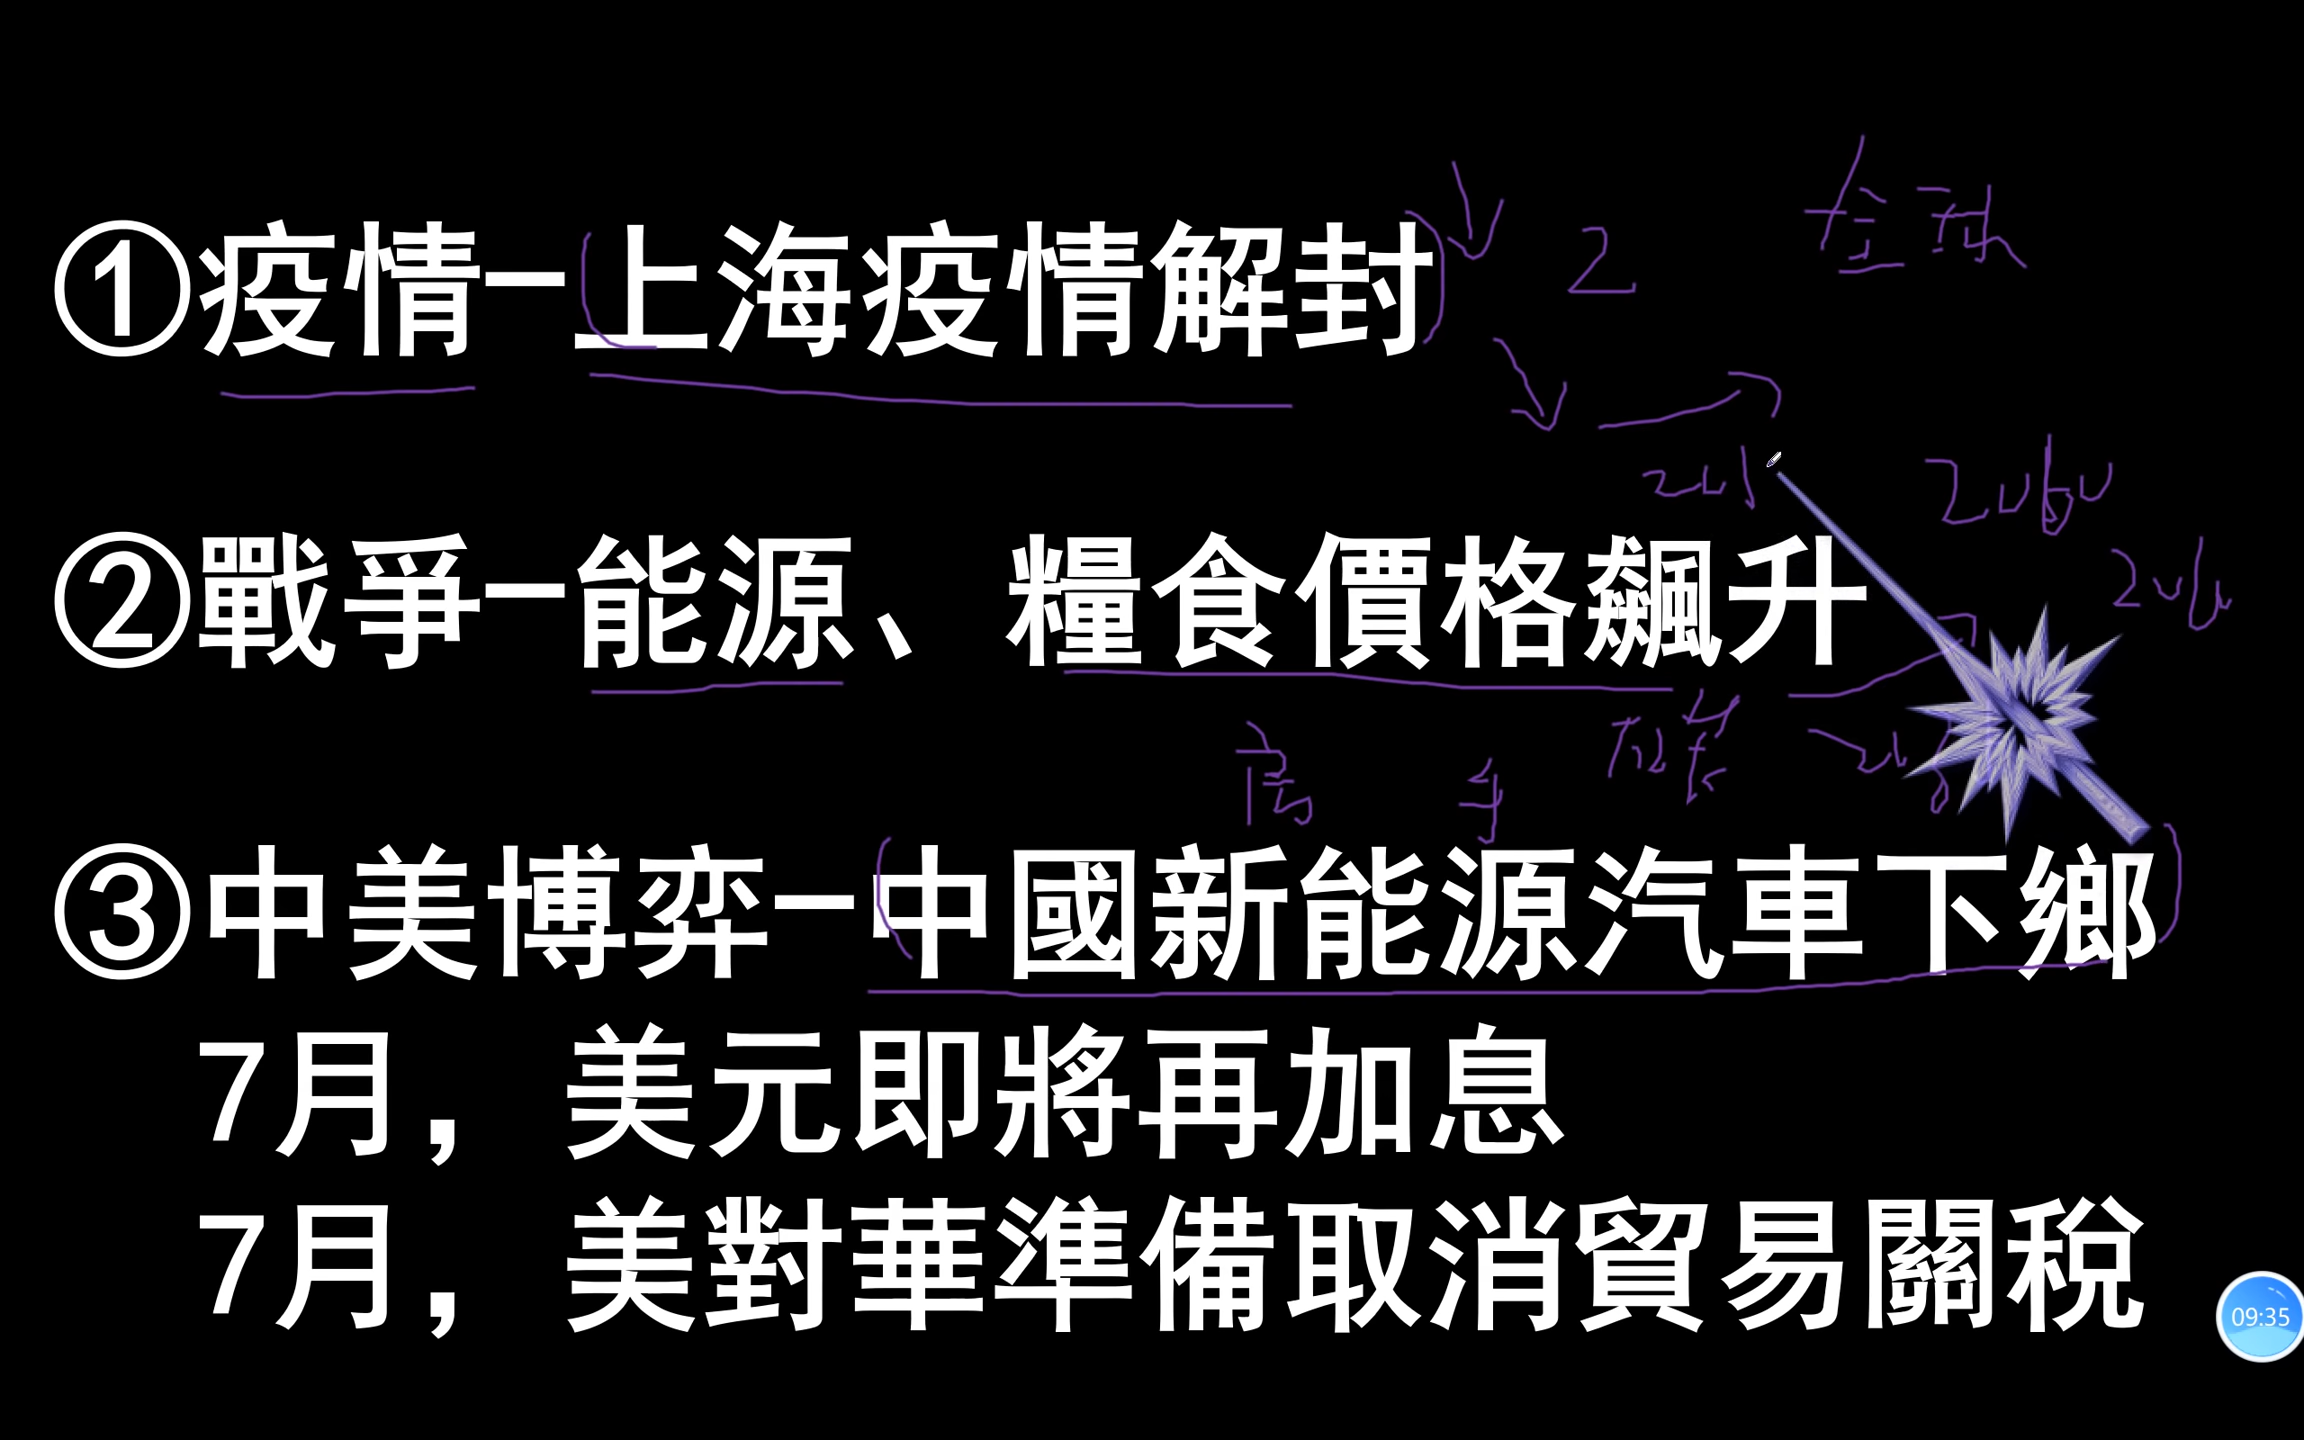 ①疫情–上海疫情解封
2
全球
②戰爭–能源、糧食價格飆升
③中美博弈–中國新能源汽車下鄉
7月，美元即將再加息
7月，美對華準備取消貿易關稅
09:35